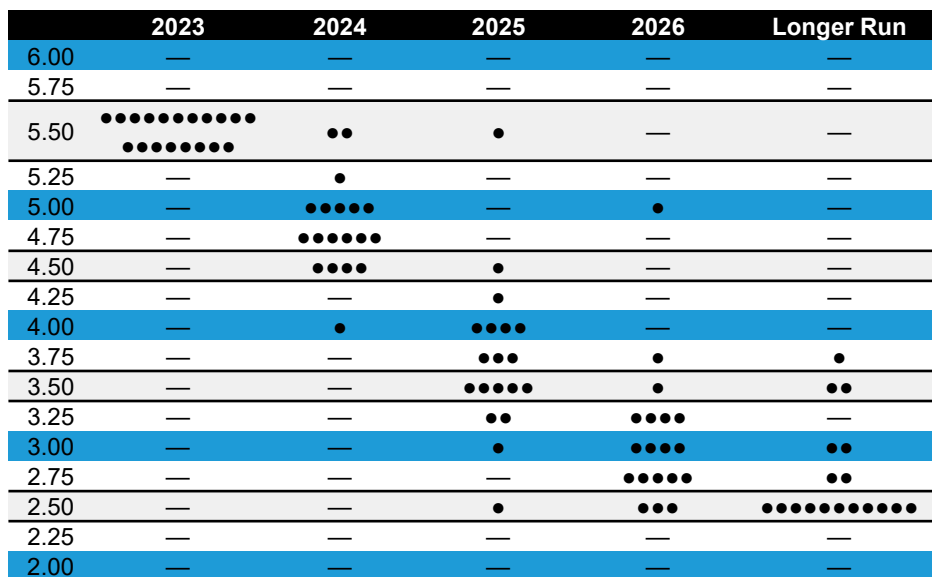 2023 2024 2025 2026 Longer Run
6.00 — — — — —
5.75 — — — — —
●●●●●●●●●●●
5.50 ●● ● — —
●●●●●●●●
5.25 — ● — — —
5.00 — ●●●●● — ● —
4.75 — ●●●●●● — — —
4.50 — ●●●● ● — —
4.25 — — ● — —
4.00 — ● ●●●● — —
3.75 — — ●●● ● ●
3.50 — — ●●●●● ● ●●
3.25 — — ●● ●●●● —
3.00 — — ● ●●●● ●●
2.75 — — — ●●●●● ●●
2.50 — — ● ●●● ●●●●●●●●●●●
2.25 — — — — —
2.00 — — — — —